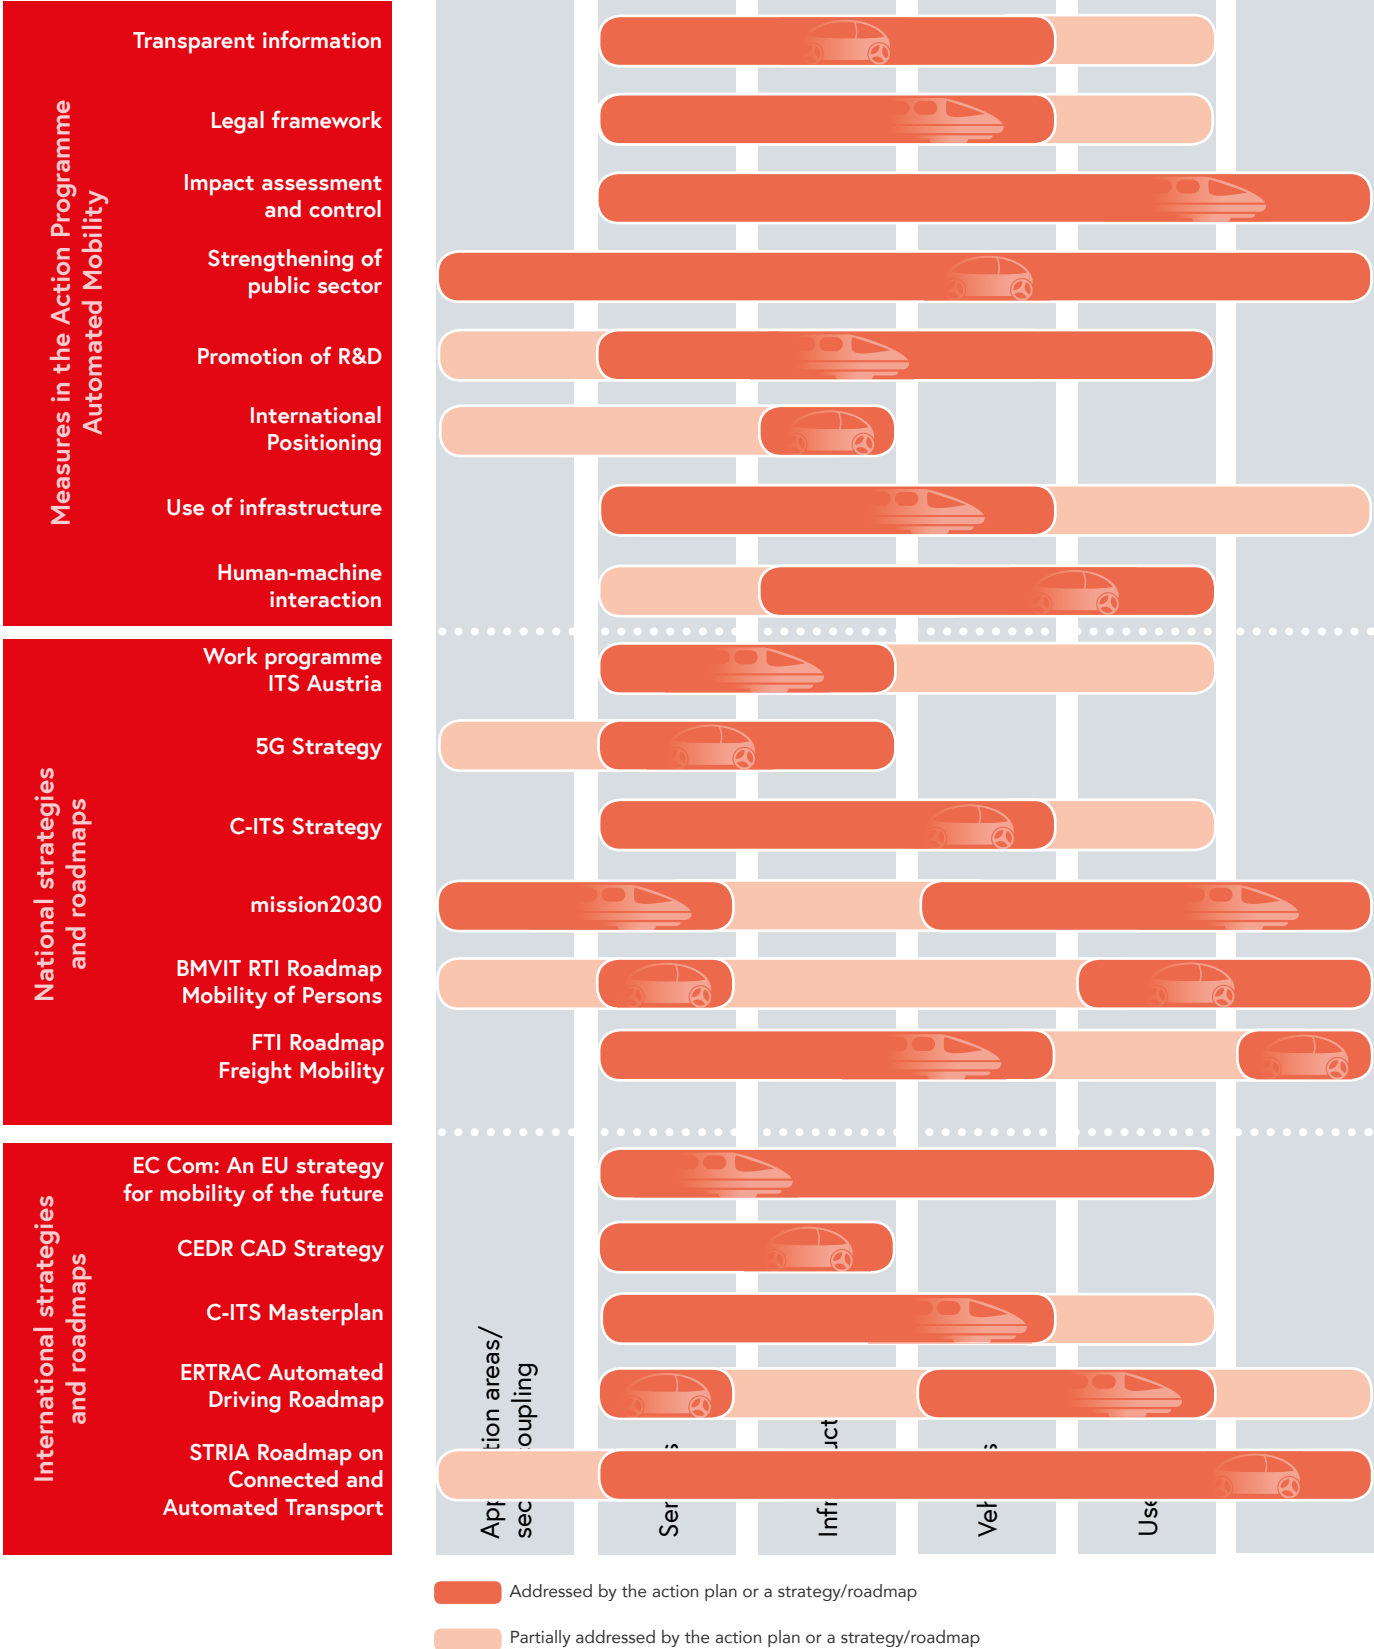 Measures in the Action Programme
Automated Mobility
Transparent information
Legal framework
Impact assessment
and control
Strengthening of
public sector
Promotion of R&D
International
Positioning
Use of infrastructure
Human-machine
interaction
National strategies
and roadmaps
Work programme
ITS Austria
5G Strategy
C-ITS Strategy
mission2030
BMVIT RTI Roadmap
Mobility of Persons
FTI Roadmap
Freight Mobility
International strategies
and roadmaps
EC Com: An EU strategy
for mobility of the future
CEDR CAD Strategy
C-ITS Masterplan
ERTRAC Automated
Driving Roadmap
STRIA Roadmap on
Connected and
Automated Transport
areas/
Addressed by the action plan or a strategy/roadmap
Partially addressed by the action plan or a strategy/roadmap